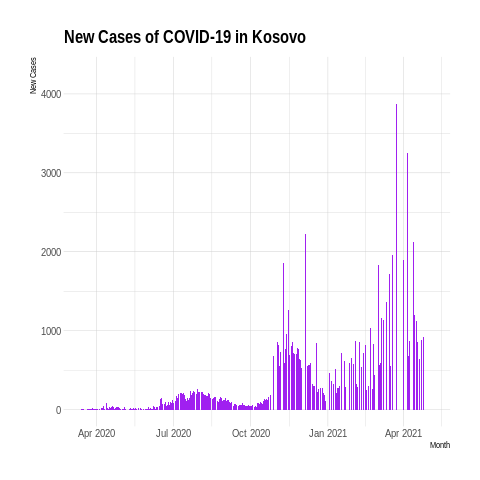 New Cases of COVID-19 in Kosovo
New Cases
4000
3000
2000
1000
0
Apr 2020 Jul 2020 Oct 2020 Jan 2021 Apr 2021
Month